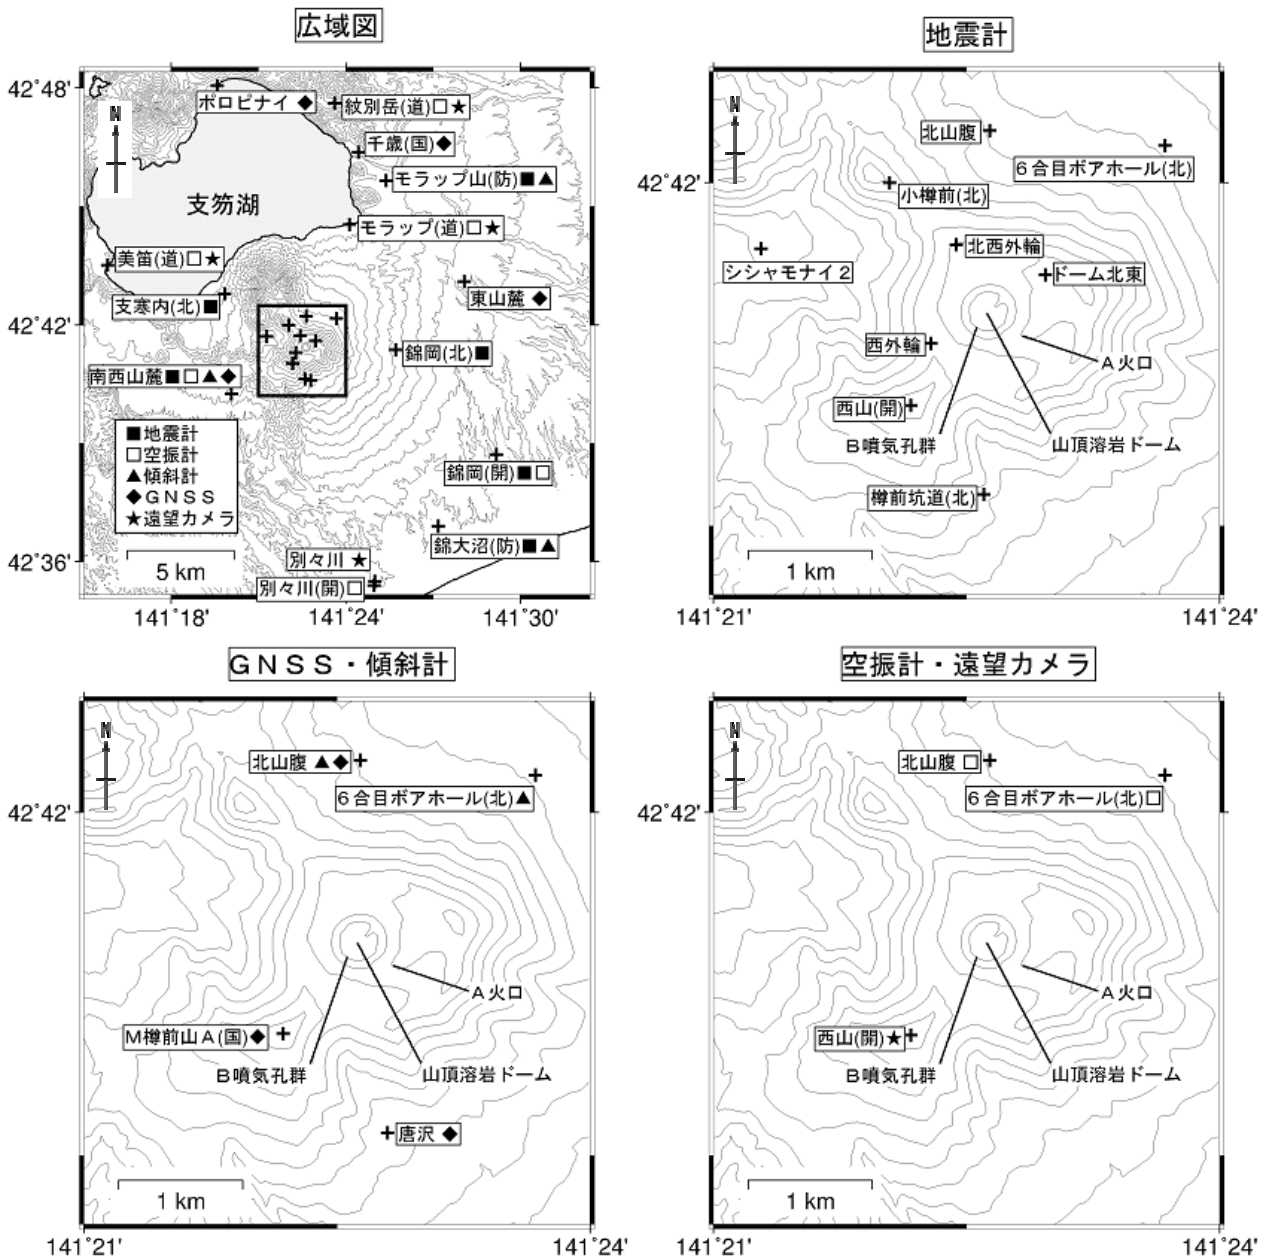 広域図
42°48'
42°42'
42°36'
141°18'
141°24'
141°30'
N
ポロピナイ◆
紋別岳(道)□★
千歳(国)◆
モラップ山(防)■▲
支笏湖
モラップ(道)□★
美笛(道)□★
支寒内(北)■
東山麓◆
錦岡(北)■
南西山麓■□▲◆
■地震計
□空振計
▲傾斜計
◆GNSS
★遠望カメラ
錦岡(開)■□
錦大沼(防)■▲
別々川★
別々川(開)□
5 km
地震計
N
42°42'
北山腹
6合目ボアホール(北)
小樽前(北)
北西外輪
シシャモナイ2
ドーム北東
西外輪
A火口
西山(開)
B噴気孔群
山頂溶岩ドーム
樽前坑道(北)
1 km
141°21'
141°24'
GNSS・傾斜計
N
42°42'
北山腹▲◆
6合目ボアホール(北)▲
A火口
M樽前山A(国)◆
B噴気孔群
山頂溶岩ドーム
唐沢◆
1 km
141°21'
141°24'
空振計・遠望カメラ
N
42°42'
北山腹□
6合目ボアホール(北)□
A火口
西山(開)★
B噴気孔群
山頂溶岩ドーム
1 km
141°21'
141°24'